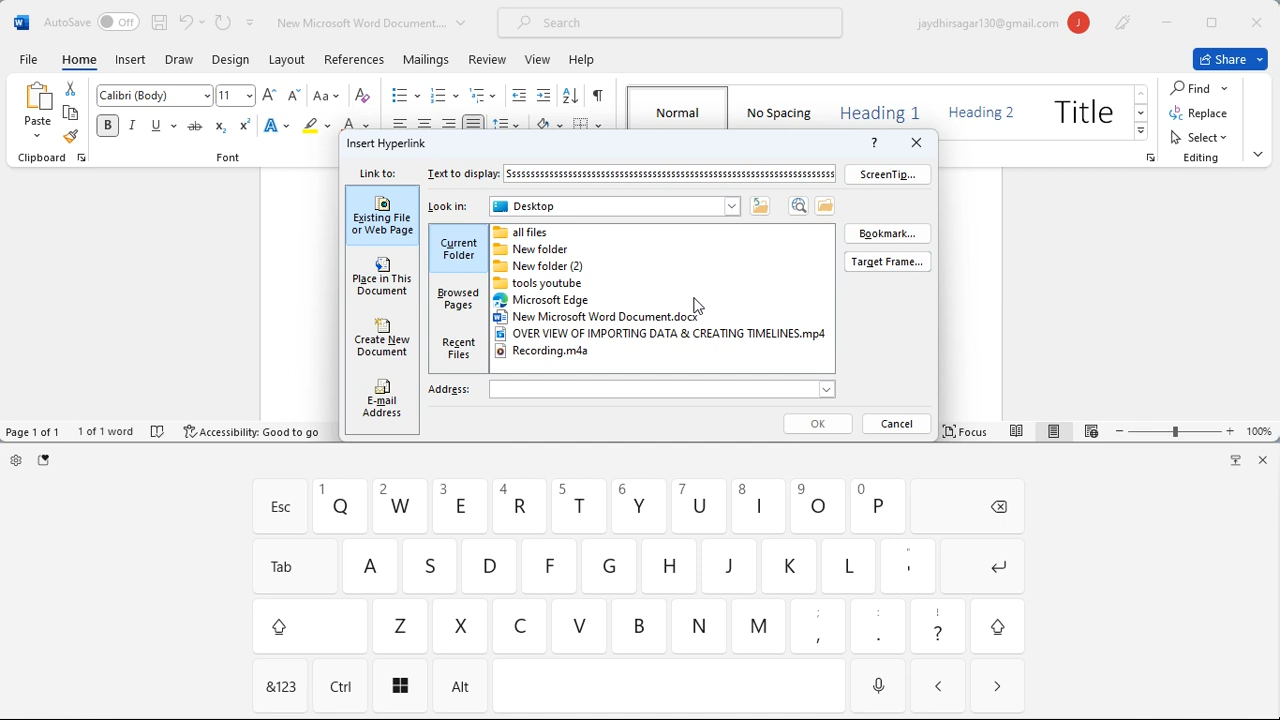 AutoSave Off New Microsoft Word Document.... Search jaydhirsagar130@gmail.com J
File Home Insert Draw Design Layout References Mailings Review View Help Share
Calibri (Body) 11 Aa
Paste B I U ab x₂ x² A A Normal No Spacing Heading 1 Heading 2 Title Find Replace Select
Clipboard Font Editing
Insert Hyperlink ?
Link to: Text to display: ScreenTip...
Existing File or Web Page Look in: Desktop
Current Folder all files Bookmark...
New folder
Place in This Document New folder (2) Target Frame...
tools youtube
Browsed Pages Microsoft Edge
New Microsoft Word Document.docx
Create New Document OVER VIEW OF IMPORTING DATA & CREATING TIMELINES.mp4
Recent Files Recording.m4a
E-mail Address Address:
OK Cancel
Page 1 of 1 1 of 1 word Accessibility: Good to go Focus 100%
Esc 1 Q 2 W 3 E 4 R 5 T 6 Y 7 U 8 I 9 O 0 P
Tab A S D F G H J K L " '
Z X C V B N M ; , : . ! ?
&123 Ctrl Alt